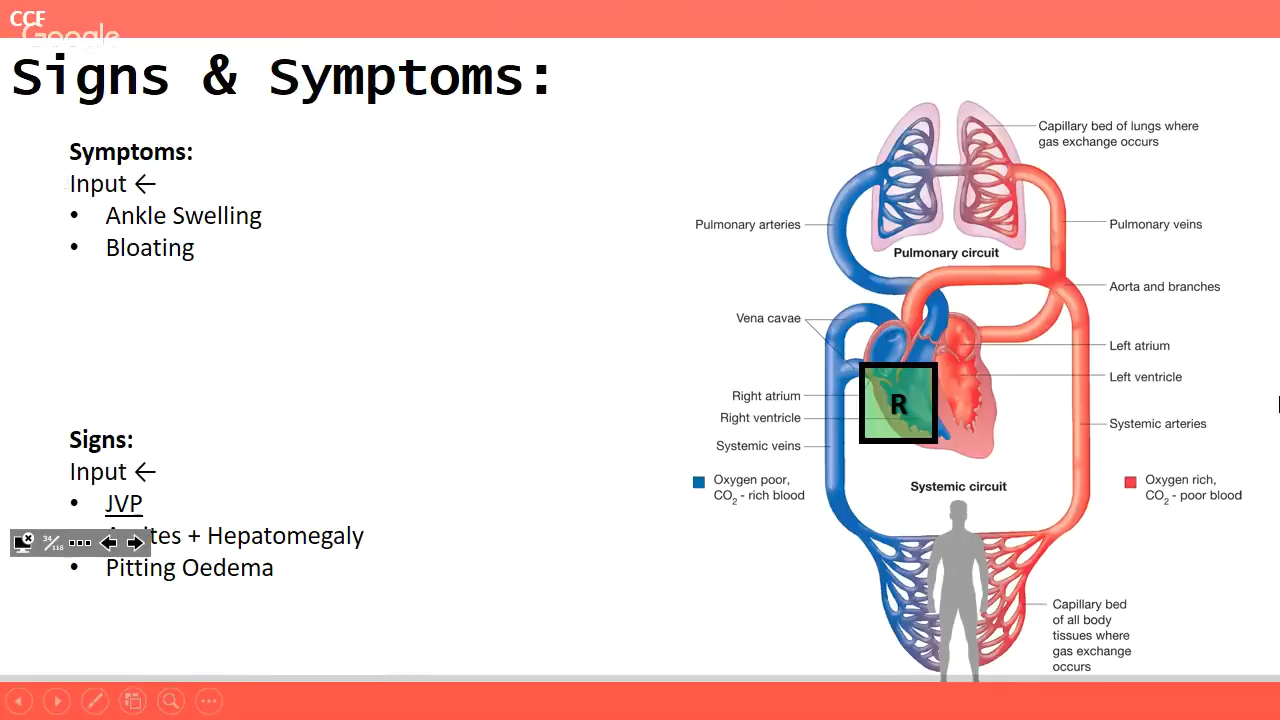 CCF
Google
Signs & Symptoms:
Symptoms:
Input ←
• Ankle Swelling
• Bloating
Signs:
Input ←
• JVP
+ Hepatomegaly
• Pitting Oedema
34/118
Capillary bed of lungs where
gas exchange occurs
Pulmonary arteries
Pulmonary veins
Pulmonary circuit
Aorta and branches
Vena cavae
Left atrium
Left ventricle
Right atrium
R
Right ventricle
Systemic arteries
Systemic veins
Oxygen poor,
CO2 - rich blood
Systemic circuit
Oxygen rich,
CO2 - poor blood
Capillary bed
of all body
tissues where
gas exchange
occurs